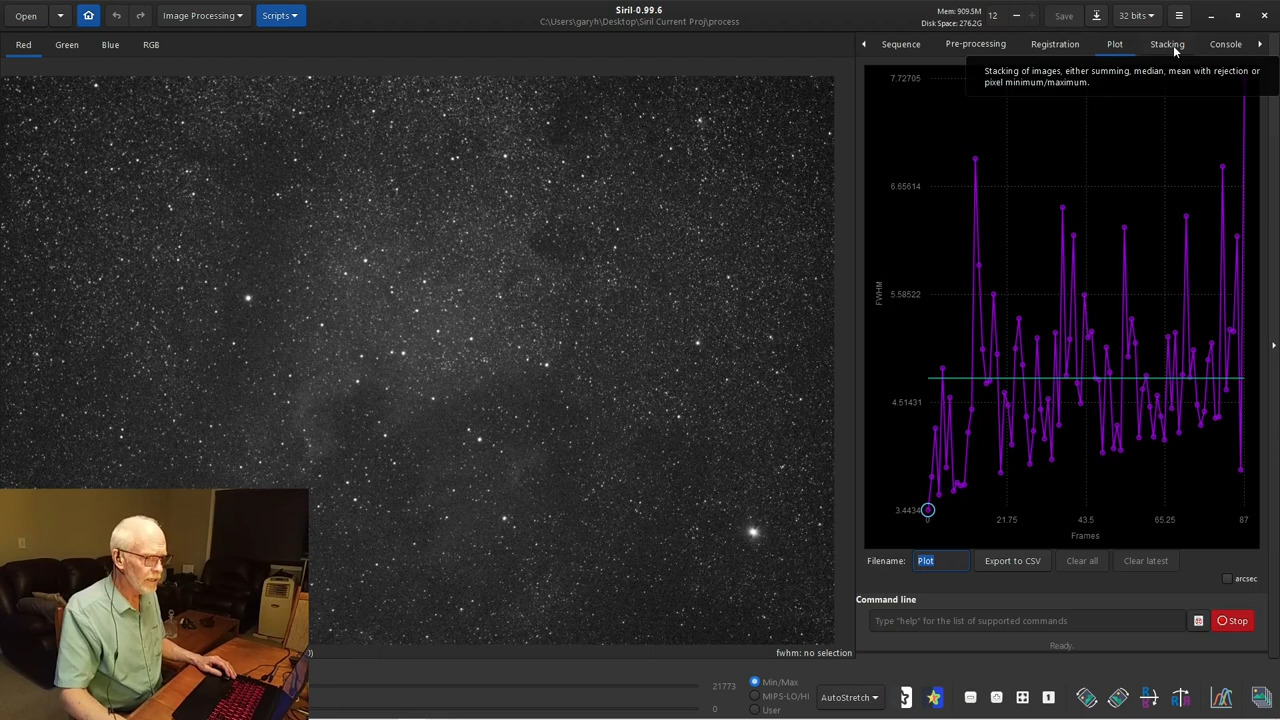 Siril-0.99.6
C:\Users\garyh\Desktop\Siril Current Proj\process
Open
Image Processing
Scripts
Mem: 909.5M
Disk Space: 276.2G
12
Save
32 bits
Red
Green
Blue
RGB
Sequence
Pre-processing
Registration
Plot
Stacking
Console
Stacking of images, either summing, median, mean with rejection or
pixel minimum/maximum.
7.72705
6.65614
5.58522
4.51431
3.4434
FWHM
0
21.75
43.5
65.25
87
Frames
Filename:
Plot
Export to CSV
Clear all
Clear latest
arcsec
Command line
Type "help" for the list of supported commands
Stop
Ready.
fwhm: no selection
21773
0
Min/Max
MIPS-LO/HI
User
AutoStretch
1